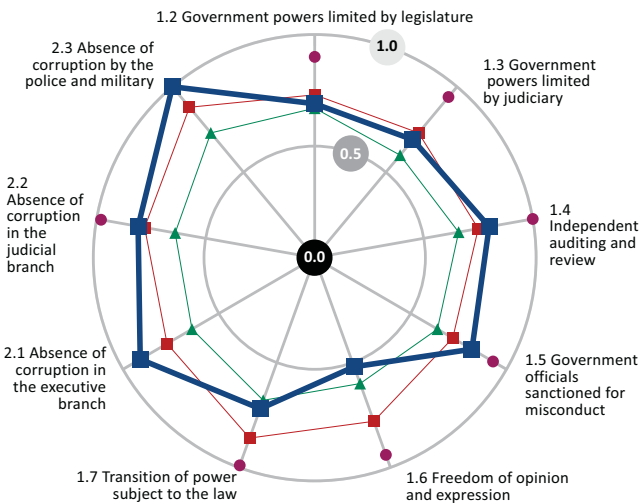 1.2 Government powers limited by legislature
2.3 Absence of
corruption by the
police and military
1.0
1.3 Government
powers limited
by judiciary
0.5
2.2
Absence of
corruption
in the
judicial
branch
1.4
Independent
auditing and
review
0.0
2.1 Absence of
corruption in
the executive
branch
1.5 Government
officials
sanctioned for
misconduct
1.7 Transition of power
subject to the law
1.6 Freedom of opinion
and expression